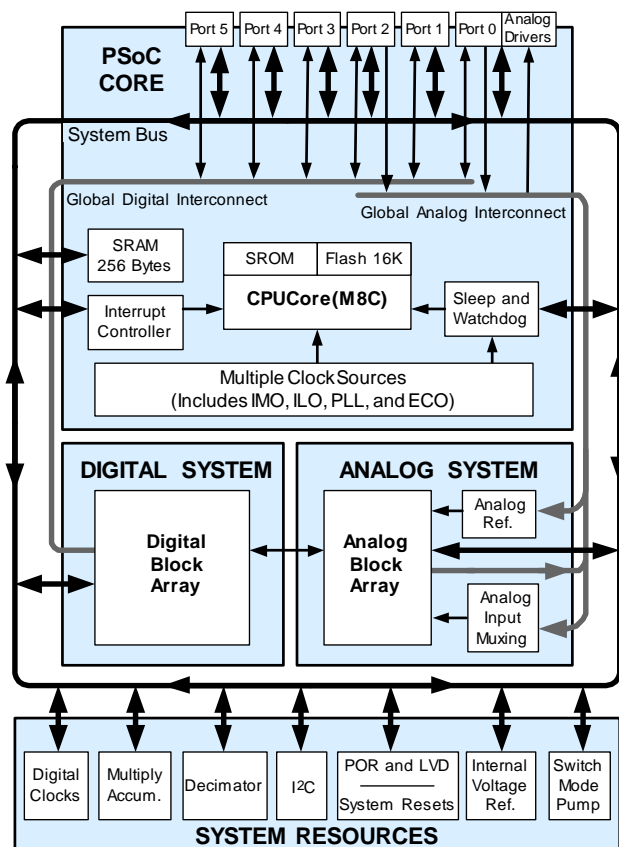 Port 5
Port 4
Port 3
Port 2
Port 1
Port 0
Analog
Drivers
PSoC
CORE
System Bus
Global Digital Interconnect
Global Analog Interconnect
SRAM
256 Bytes
SROM
Flash 16K
CPUCore(M8C)
Interrupt
Controller
Sleep and
Watchdog
Multiple Clock Sources
(Includes IMO, ILO, PLL, and ECO)
DIGITAL SYSTEM
ANALOG SYSTEM
Digital
Block
Array
Analog
Block
Array
Analog
Ref.
Analog
Input
Muxing
Digital
Clocks
Multiply
Accum.
Decimator
I²C
POR and LVD
System Resets
Internal
Voltage
Ref.
Switch
Mode
Pump
SYSTEM RESOURCES